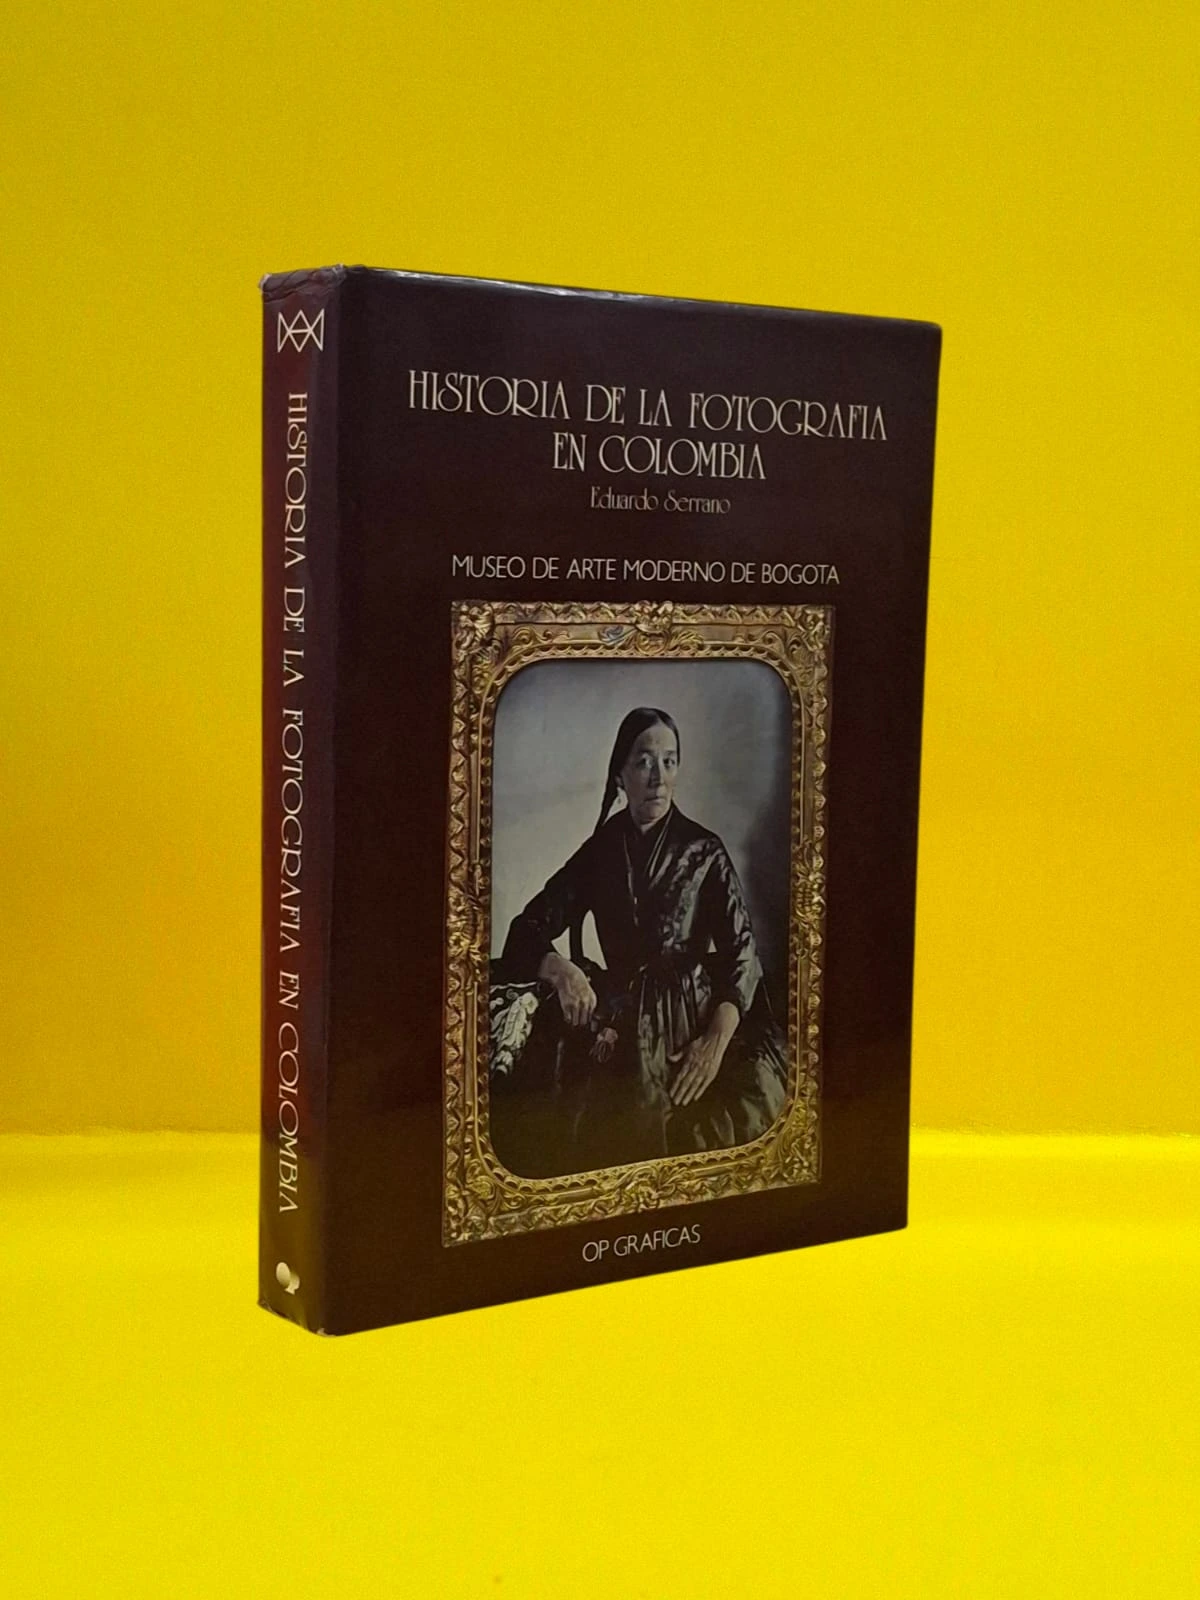 HISTORIA DE LA FOTOGRAFIA EN COLOMBIA
HISTORIA DE LA FOTOGRAFIA
EN COLOMBIA
Eduardo Serrano
MUSEO DE ARTE MODERNO DE BOGOTA
OP GRAFICAS